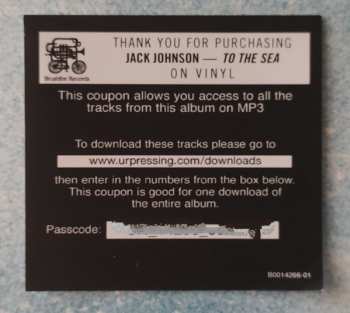 THANK YOU FOR PURCHASING
JACK JOHNSON — TO THE SEA
ON VINYL
Brushfire Records
This coupon allows you access to all the
tracks from this album on MP3
To download these tracks please go to
www.urpressing.com/downloads
then enter in the numbers from the box below.
This coupon is good for one download of
the entire album.
Passcode:
B0014266-01